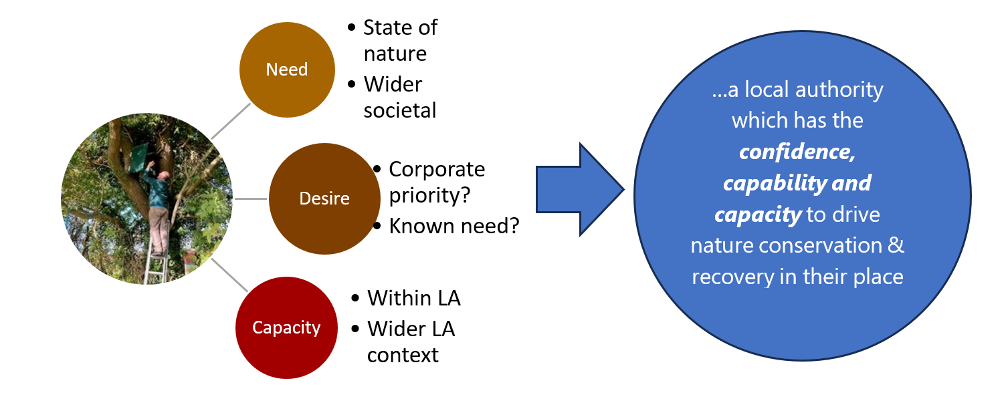 Need
• State of
nature
• Wider
societal
Desire
• Corporate
priority?
• Known need?
Capacity
• Within LA
• Wider LA
context
...a local authority
which has the
confidence,
capability and
capacity to drive
nature conservation &
recovery in their place